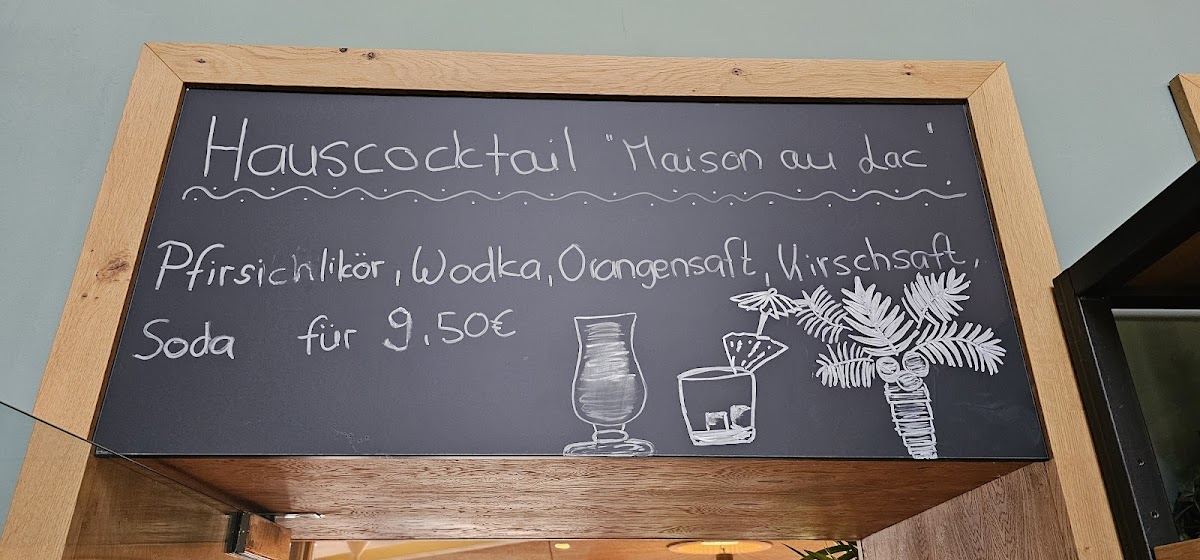 Hauscocktail "Maison au Lac"
Pfirsichlikör, Wodka, Orangensaft, Kirschsaft,
Soda für 9,50€